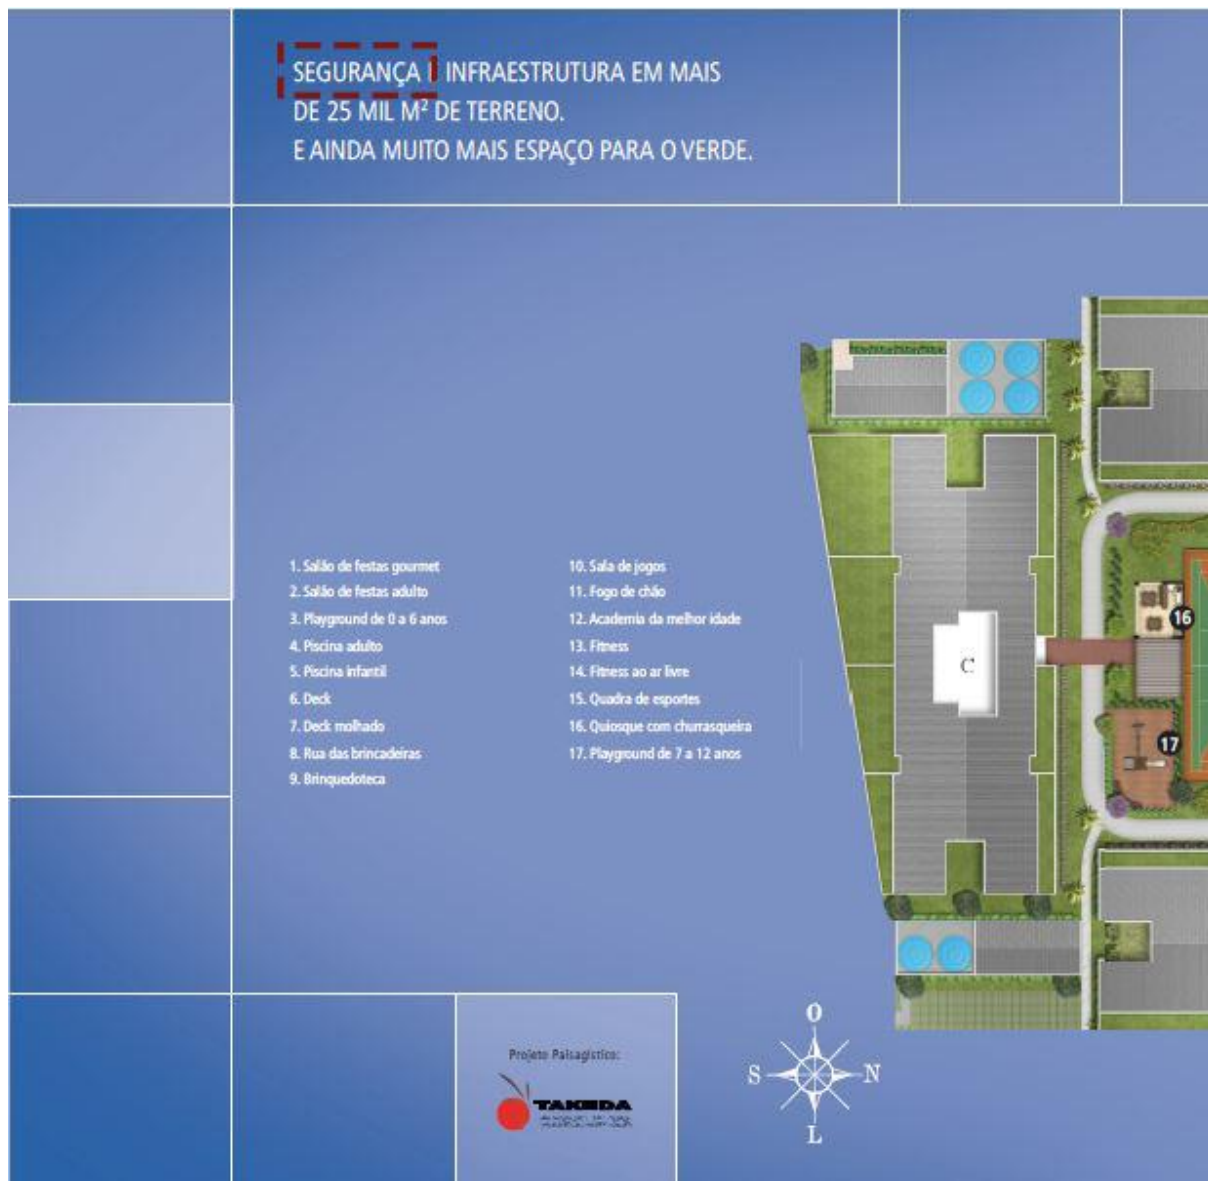 SEGURANÇA E INFRAESTRUTURA EM MAIS
DE 25 MIL M² DE TERRENO.
E AINDA MUITO MAIS ESPAÇO PARA O VERDE.
1. Salão de festas gourmet
2. Salão de festas adulto
3. Playground de 0 a 6 anos
4. Piscina adulto
5. Piscina infantil
6. Deck
7. Deck molhado
8. Rua das brincadeiras
9. Brinquedoteca
10. Sala de jogos
11. Fogo de chão
12. Academia da melhor idade
13. Fitness
14. Fitness ao ar livre
15. Quadra de esportes
16. Quiosque com churrasqueira
17. Playground de 7 a 12 anos
16
C
17
Projeto Paisagístico:
TAKEDA
O
S N
L